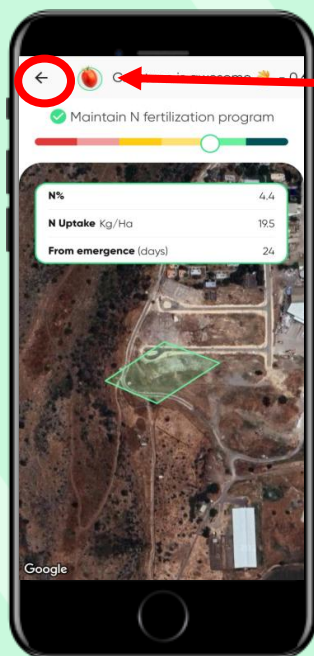 Maintain N fertilization program
N% 4.4
N Uptake Kg/Ha 19.5
From emergence (days) 24
Google